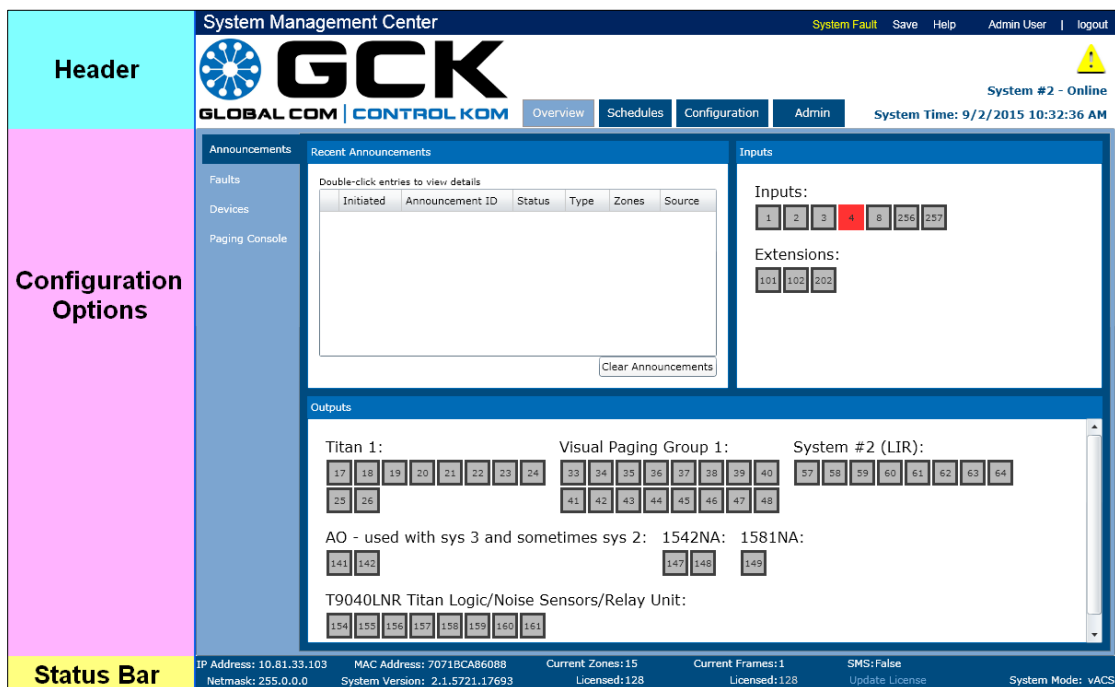 Header
System Management Center
System Fault Save Help Admin User | logout
GCK
GLOBALCOM | CONTROLKOM
Overview Schedules Configuration Admin
System #2 - Online
System Time: 9/2/2015 10:32:36 AM
Configuration
Options
Announcements
Faults
Devices
Paging Console
Recent Announcements
Double-click entries to view details
Initiated Announcement ID Status Type Zones Source
Clear Announcements
Inputs
Inputs:
1 2 3 4 8 256 257
Extensions:
101 102 202
Outputs
Titan 1:
17 18 19 20 21 22 23 24
25 26
Visual Paging Group 1:
33 34 35 36 37 38 39 40
41 42 43 44 45 46 47 48
System #2 (LIR):
57 58 59 60 61 62 63 64
AO - used with sys 3 and sometimes sys 2:
141 142
1542NA:
147 148
1581NA:
149
T9040LNR Titan Logic/Noise Sensors/Relay Unit:
154 155 156 157 158 159 160 161
Status Bar
IP Address: 10.81.33.103 MAC Address: 7071BCA86088 Current Zones:15 Current Frames:1 SMS:False
Netmask: 255.0.0.0 System Version: 2.1.5721.17693 Licensed:128 Licensed:128 Update License System Mode: vACS